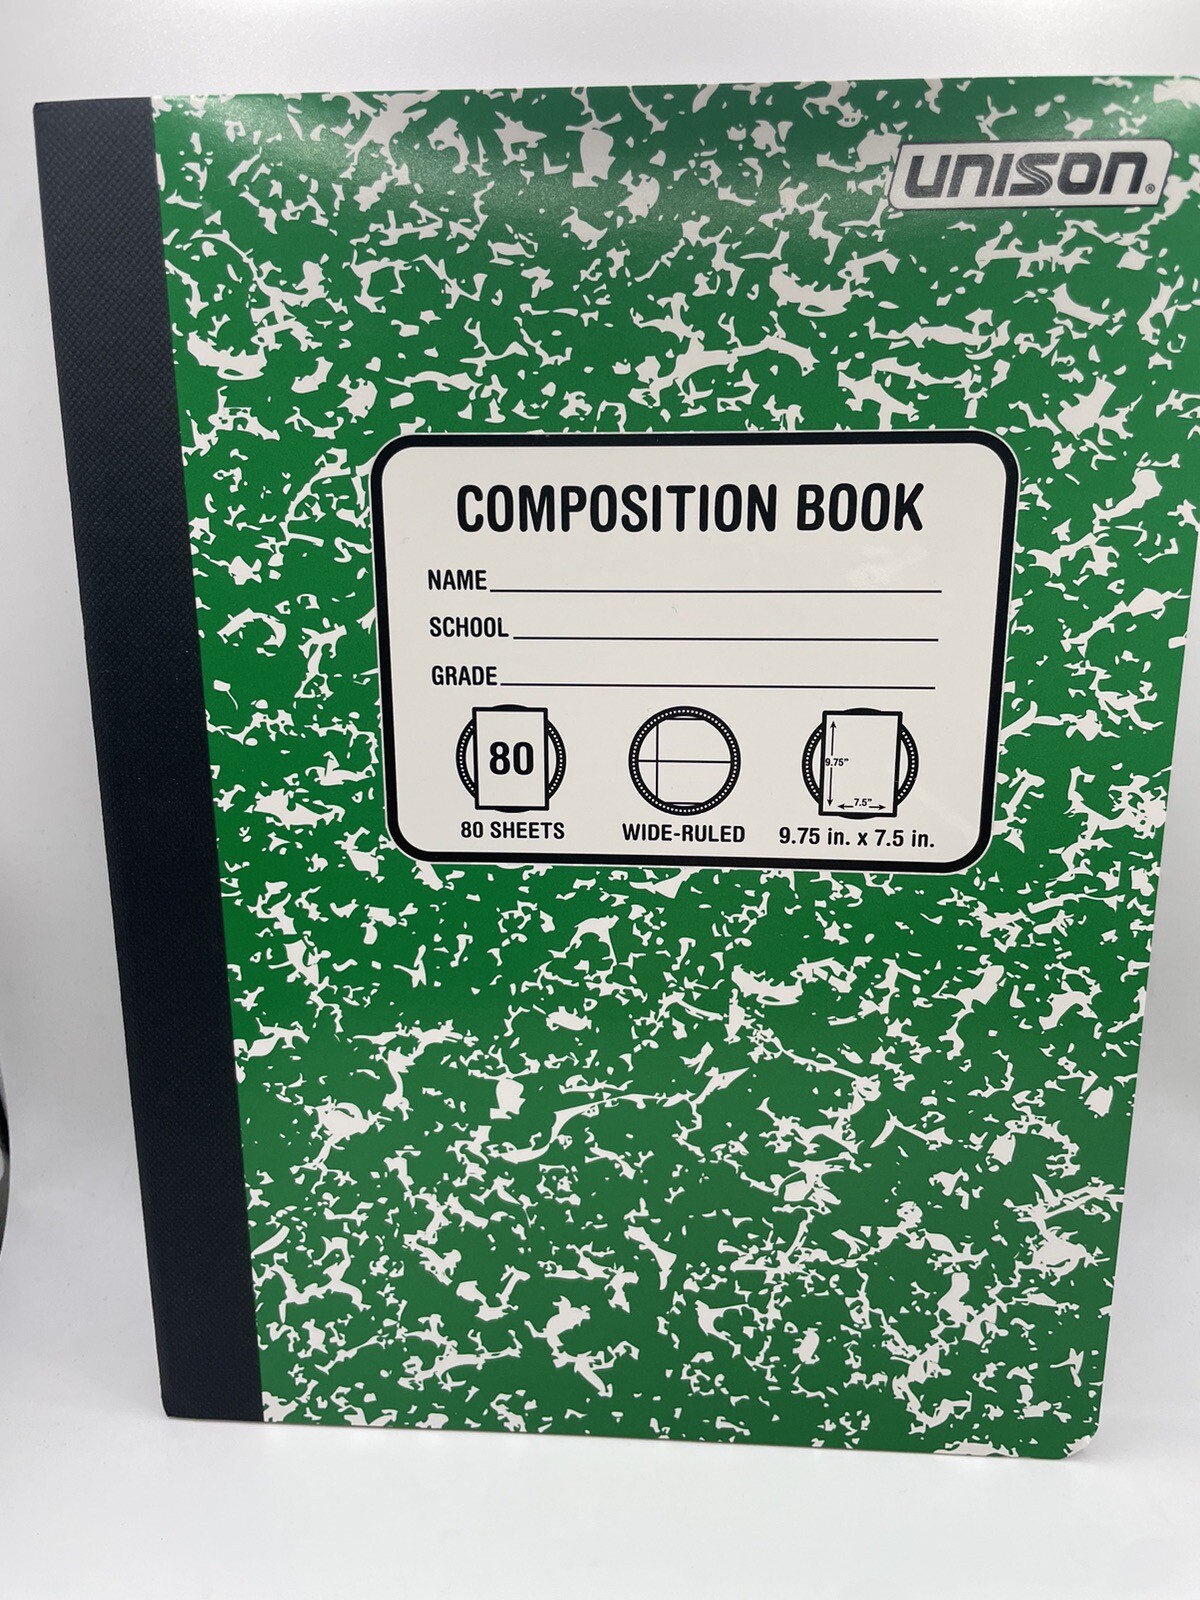 UNISON®
COMPOSITION BOOK
NAME
SCHOOL
GRADE
80
9.75"
7.5"
80 SHEETS
WIDE-RULED
9.75 in. x 7.5 in.